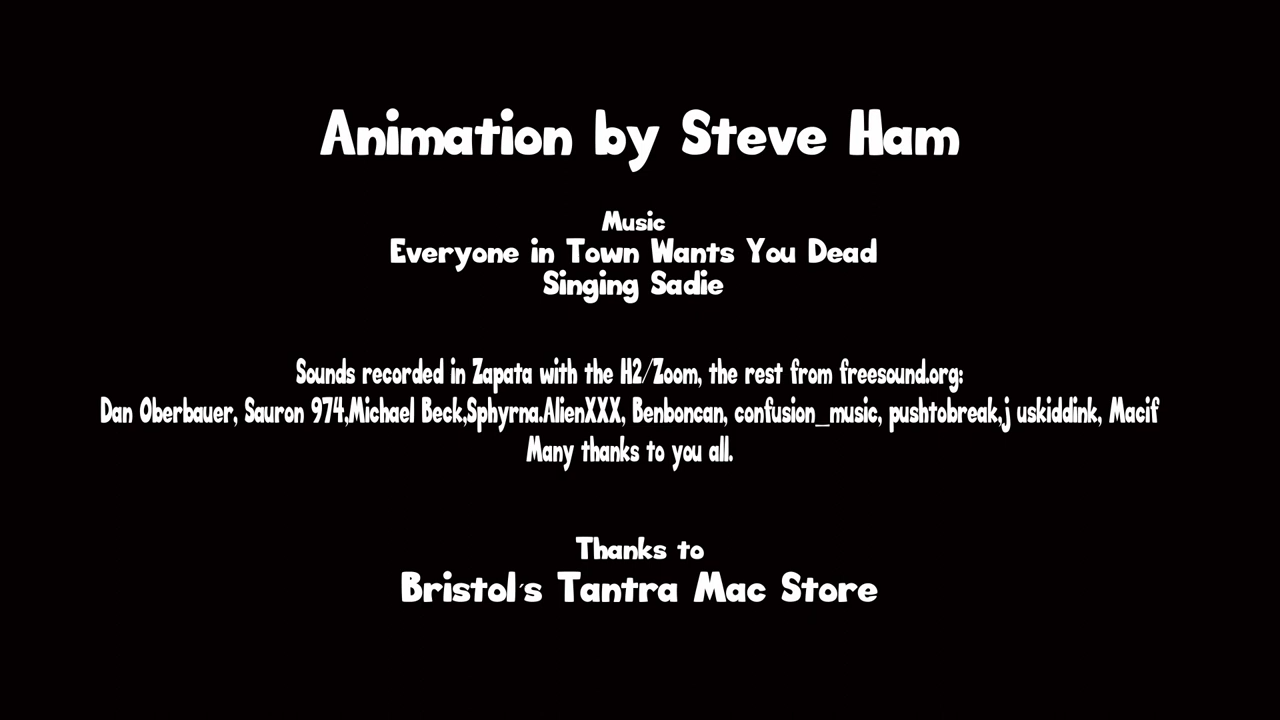 Animation by Steve Ham
Music
Everyone in Town Wants You Dead
Singing Sadie
Sounds recorded in Zapata with the H2/Zoom, the rest from freesound.org:
Dan Oberbauer, Sauron 974,Michael Beck,Sphyrna.AlienXXX, Benboncan, confusion_music, pushtobreak,j uskiddink, Macif
Many thanks to you all.
Thanks to
Bristol's Tantra Mac Store